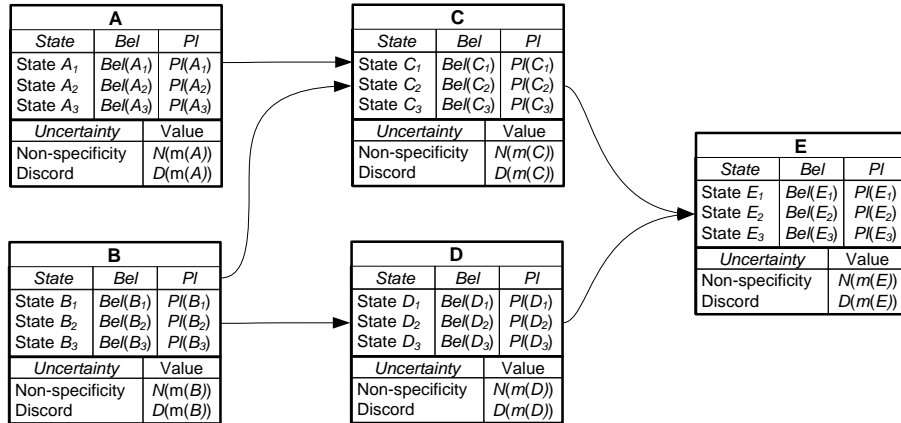 A
State Bel Pl
State A1 Bel(A1) Pl(A1)
State A2 Bel(A2) Pl(A2)
State A3 Bel(A3) Pl(A3)
Uncertainty Value
Non-specificity N(m(A))
Discord D(m(A))
C
State Bel Pl
State C1 Bel(C1) Pl(C1)
State C2 Bel(C2) Pl(C2)
State C3 Bel(C3) Pl(C3)
Uncertainty Value
Non-specificity N(m(C))
Discord D(m(C))
E
State Bel Pl
State E1 Bel(E1) Pl(E1)
State E2 Bel(E2) Pl(E2)
State E3 Bel(E3) Pl(E3)
Uncertainty Value
Non-specificity N(m(E))
Discord D(m(E))
B
State Bel Pl
State B1 Bel(B1) Pl(B1)
State B2 Bel(B2) Pl(B2)
State B3 Bel(B3) Pl(B3)
Uncertainty Value
Non-specificity N(m(B))
Discord D(m(B))
D
State Bel Pl
State D1 Bel(D1) Pl(D1)
State D2 Bel(D2) Pl(D2)
State D3 Bel(D3) Pl(D3)
Uncertainty Value
Non-specificity N(m(D))
Discord D(m(D))